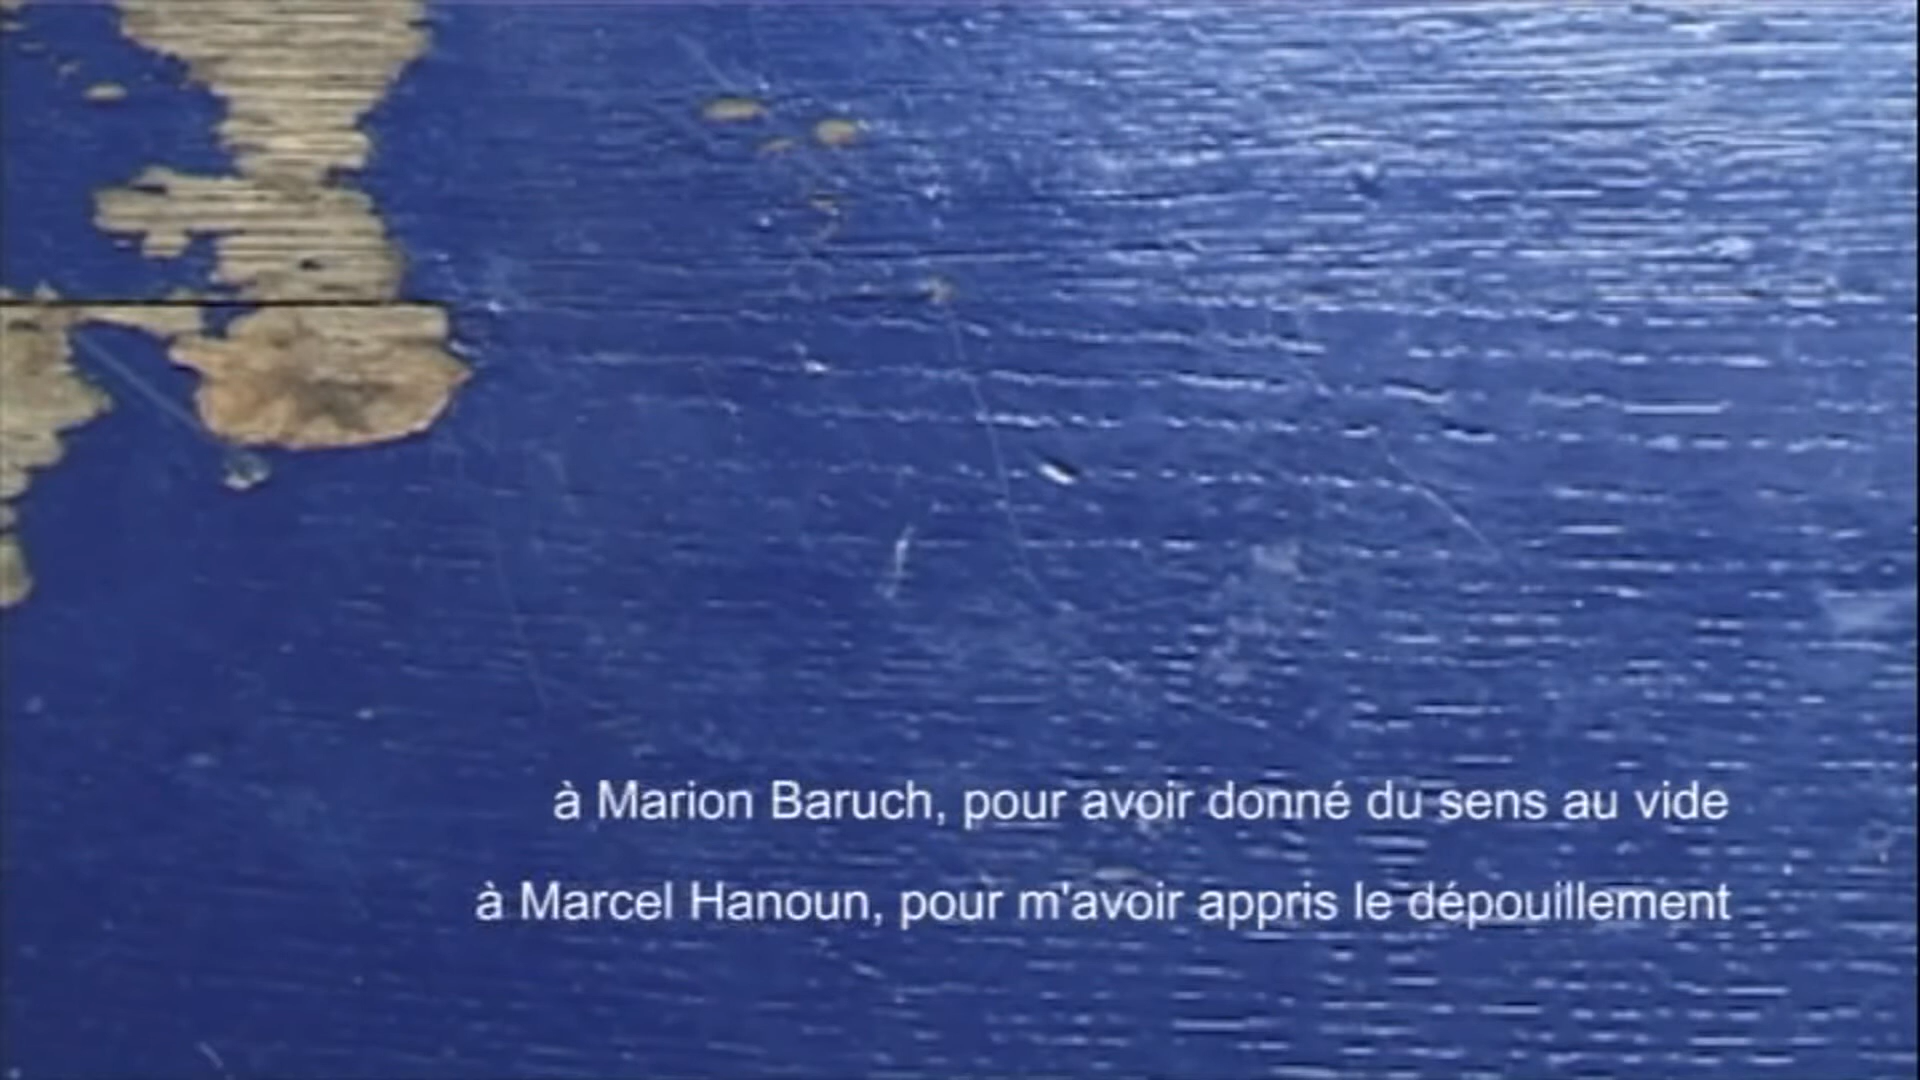 à Marion Baruch, pour avoir donné du sens au vide
à Marcel Hanoun, pour m'avoir appris le dépouillement